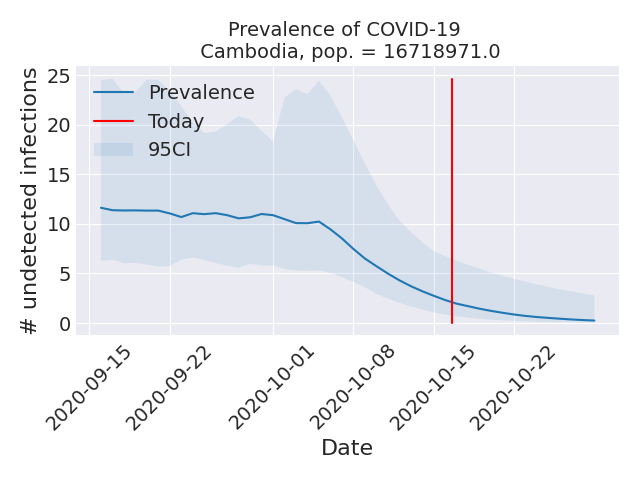 Prevalence of COVID-19
Cambodia, pop. = 16718971.0
# undetected infections
25
20
15
10
5
0
Prevalence
Today
95CI
2020-09-15
2020-09-22
2020-10-01
2020-10-08
2020-10-15
2020-10-22
Date